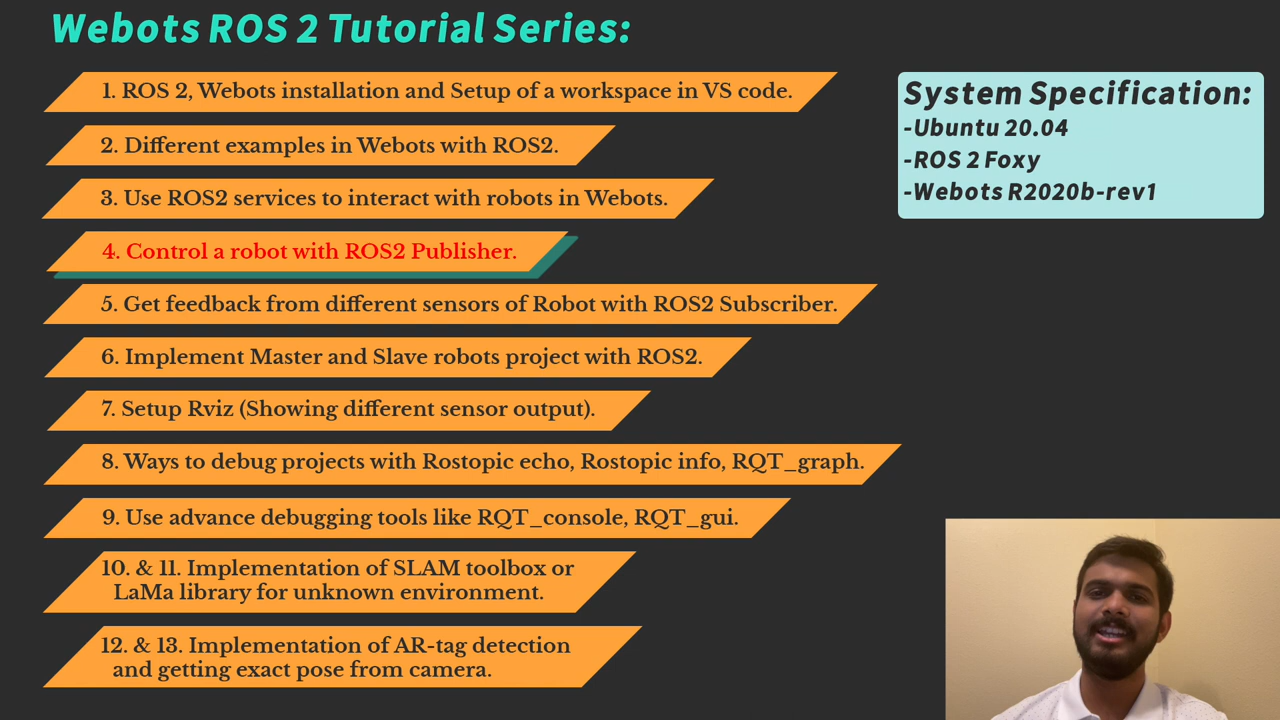 Webots ROS 2 Tutorial Series:
1. ROS 2, Webots installation and Setup of a workspace in VS code.
2. Different examples in Webots with ROS2.
3. Use ROS2 services to interact with robots in Webots.
4. Control a robot with ROS2 Publisher.
5. Get feedback from different sensors of Robot with ROS2 Subscriber.
6. Implement Master and Slave robots project with ROS2.
7. Setup Rviz (Showing different sensor output).
8. Ways to debug projects with Rostopic echo, Rostopic info, RQT_graph.
9. Use advance debugging tools like RQT_console, RQT_gui.
10. & 11. Implementation of SLAM toolbox or
LaMa library for unknown environment.
12. & 13. Implementation of AR-tag detection
and getting exact pose from camera.
System Specification:
-Ubuntu 20.04
-ROS 2 Foxy
-Webots R2020b-rev1